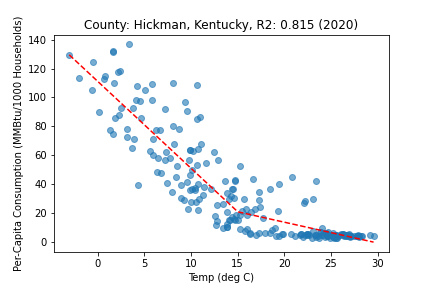 County: Hickman, Kentucky, R2: 0.815 (2020)
Per-Capita Consumption (MMBtu/1000 Households)
140
120
100
80
60
40
20
0
0 5 10 15 20 25 30
Temp (deg C)